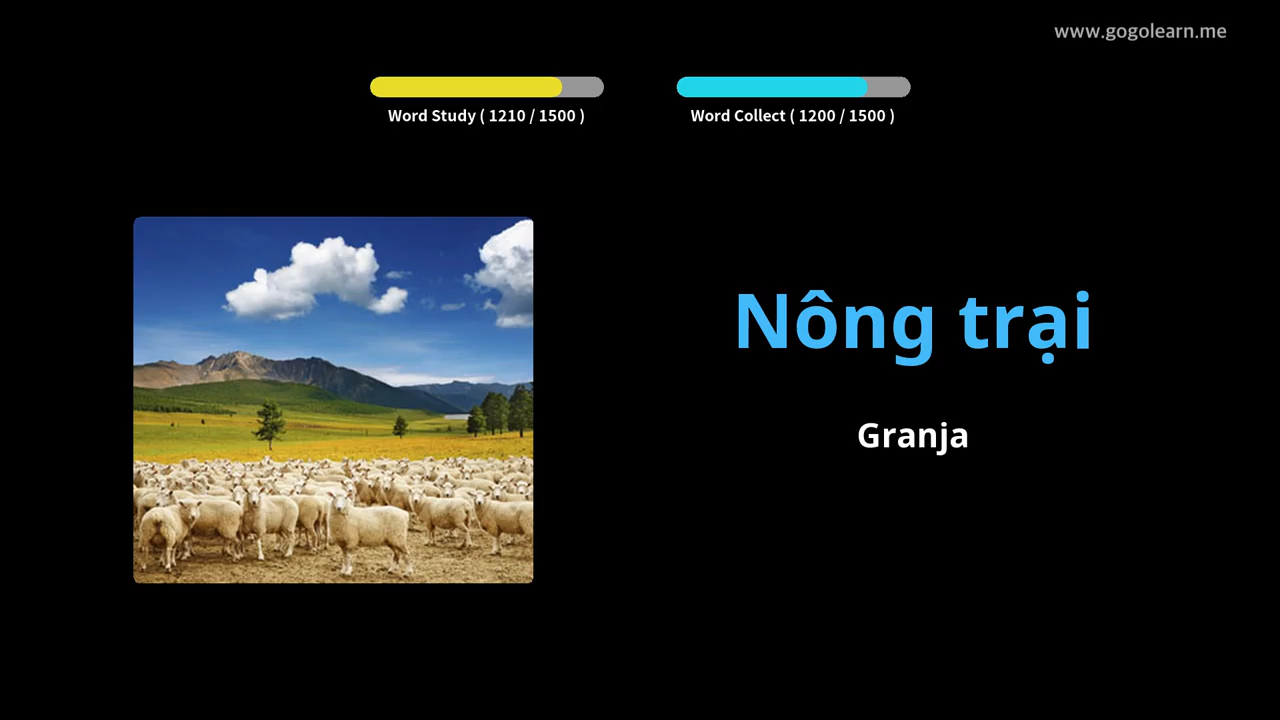 www.gogolearn.me
Word Study ( 1210 / 1500 )
Word Collect ( 1200 / 1500 )
Nông trại
Granja